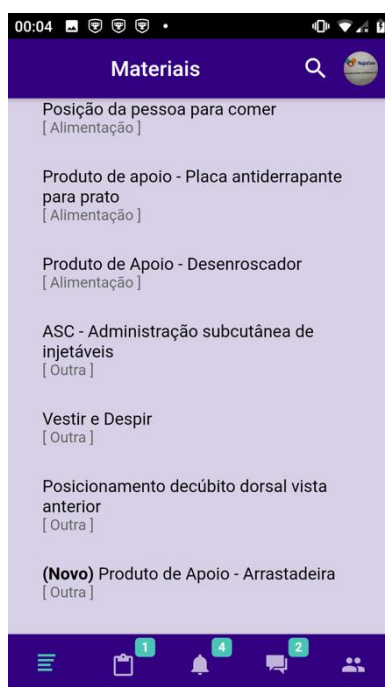 00:04
Materiais
Posição da pessoa para comer
[ Alimentação ]
Produto de apoio - Placa antiderrapante
para prato
[ Alimentação ]
Produto de Apoio - Desenroscador
[ Alimentação ]
ASC - Administração subcutânea de
injetáveis
[ Outra ]
Vestir e Despir
[ Outra ]
Posicionamento decúbito dorsal vista
anterior
[ Outra ]
(Novo) Produto de Apoio - Arrastadeira
[ Outra ]
1
4
2